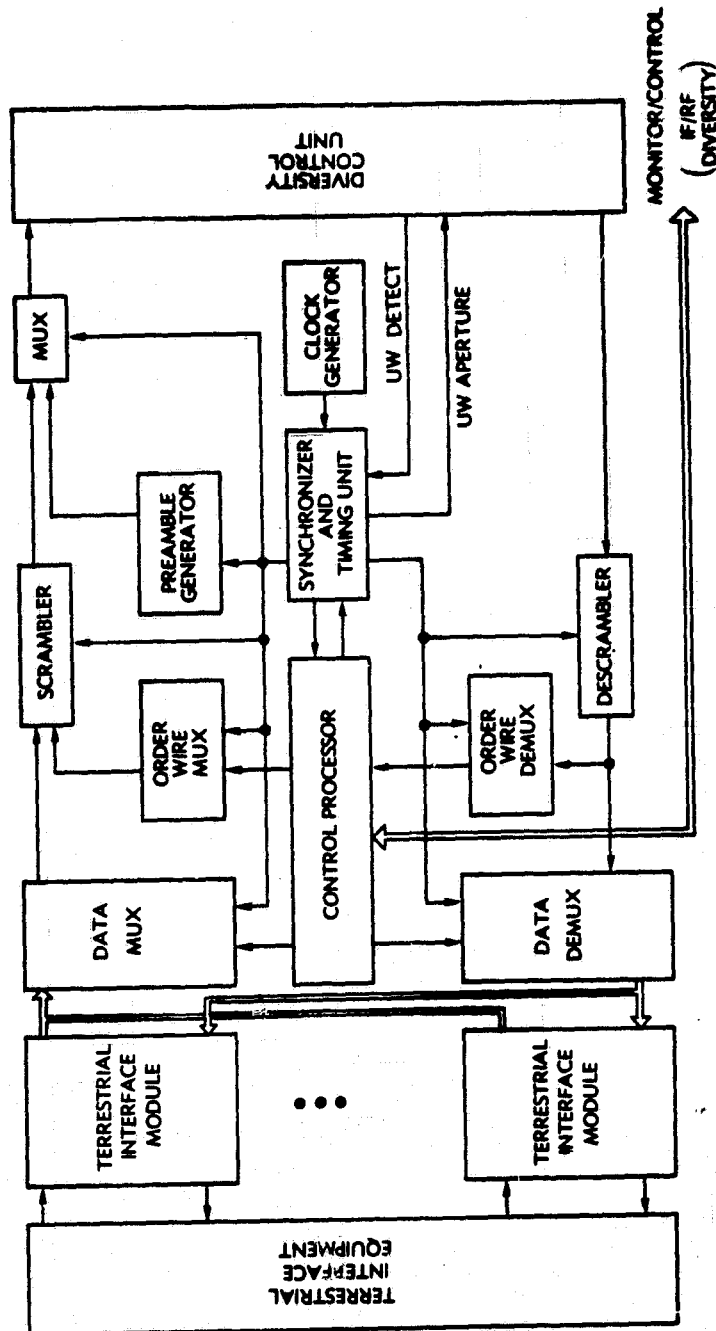 TERRESTRIAL
INTERFACE
EQUIPMENT
TERRESTRIAL
INTERFACE
MODULE
TERRESTRIAL
INTERFACE
MODULE
DATA
MUX
DATA
DEMUX
ORDER
WIRE
MUX
CONTROL PROCESSOR
ORDER
WIRE
DEMUX
SCRAMBLER
DESCRAMBLER
PREAMBLE
GENERATOR
SYNCHRONIZER
AND
TIMING UNIT
MUX
CLOCK
GENERATOR
UW DETECT
UW APERTURE
DIVERSITY
CONTROL
UNIT
MONITOR/CONTROL
( IF/RF
DIVERSITY )